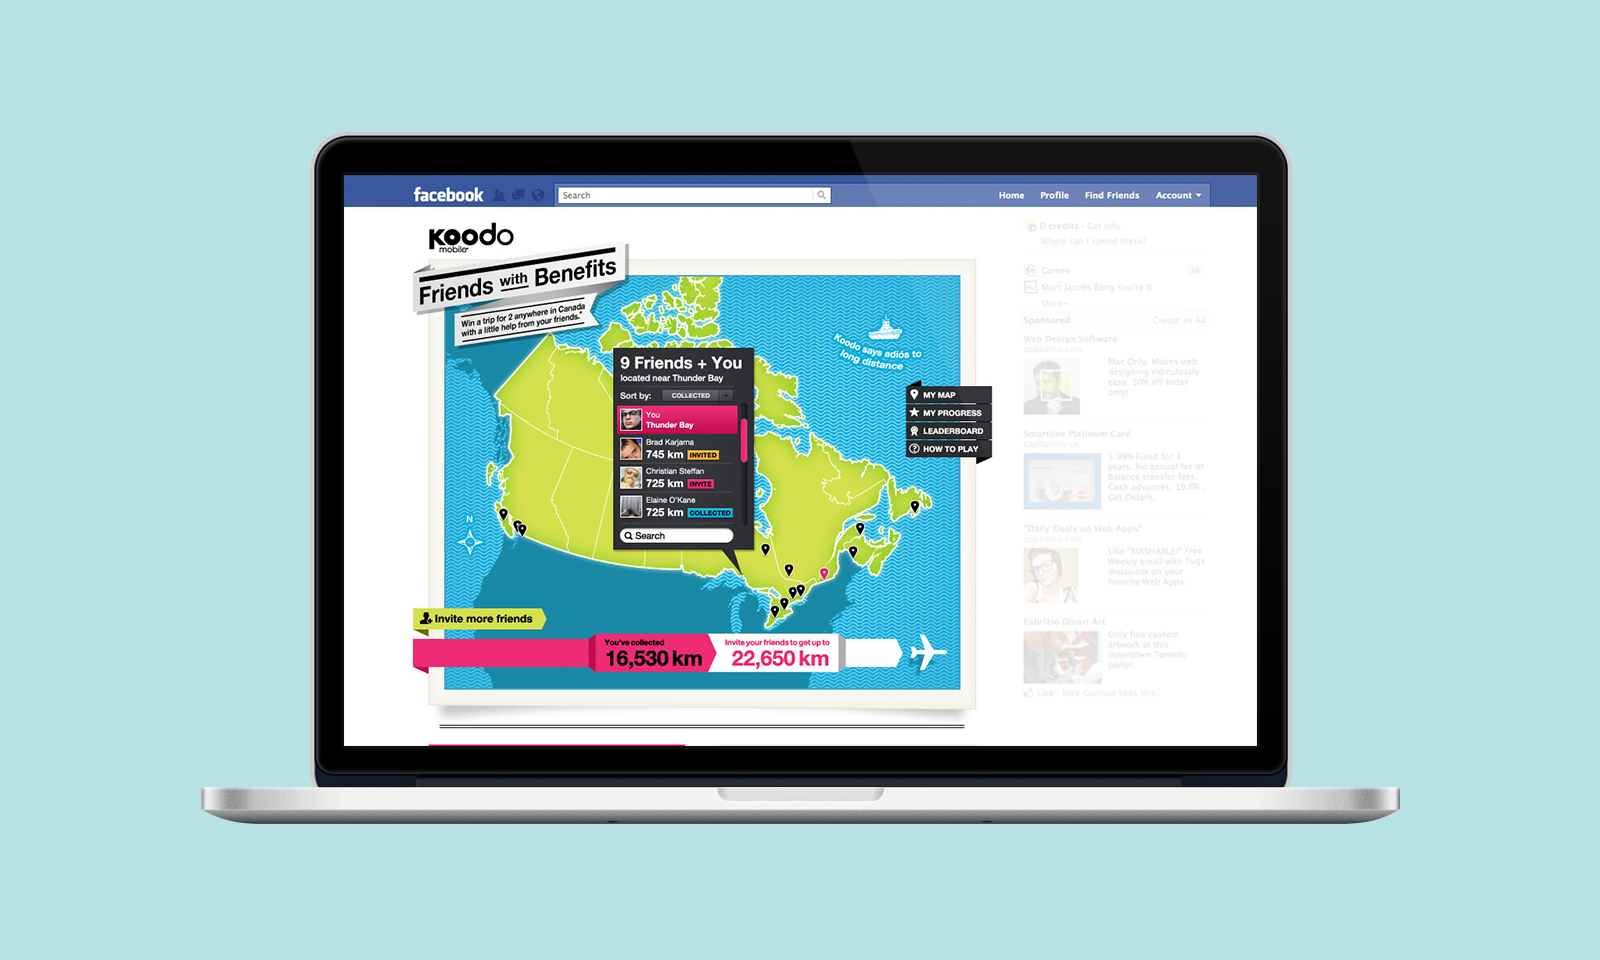 facebook
Search
Home Profile Find Friends Account
koodo
mobile
Friends with Benefits
Win a trip for 2 anywhere in Canada
with a little help from your friends.*
Koodo says adiós to
long distance
9 Friends + You
located near Thunder Bay
Sort by: COLLECTED
You
Thunder Bay
Brad Karjama
745 km INVITED
Christian Steffan
725 km INVITE
Elaine O'Kane
725 km COLLECTED
Search
MY MAP
MY PROGRESS
LEADERBOARD
HOW TO PLAY
N
Invite more friends
You've collected
16,530 km
Invite your friends to get up to
22,650 km
0 credits - Get info
Where can I spend these?
Games 18
Marc Jacobs Bang You're It
More
Sponsored Create an Ad
Web Design Software
appsumo.com
Mac Only. Makes web
designing ridiculously
easy. 50% off today
only!
Smartline Platinum Card
capitalone.ca
5.99% Fixed for 3
years. No annual fee or
balance transfer fees.
Cash advances, 19.8%.
Get Details.
"Daily Deals on Web Apps"
appsumo.com
Like "MASHABLE?" Free
Weekly email with huge
discounts on your
favorite Web Apps.
Fabrizio Divari Art
Only fine custom
artwork at this
downtown Toronto
parlor.
Like - Nick Gorman likes this.